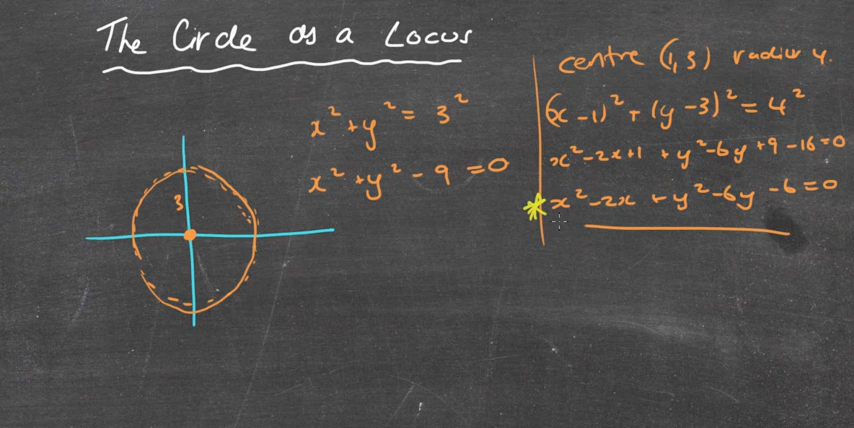 The Circle as a Locus
x² + y² = 3²
x² + y² - 9 = 0
3
centre (1, 3) radius 4.
(x - 1)² + (y - 3)² = 4²
x² - 2x + 1 + y² - 6y + 9 - 16 = 0
* x² - 2x + y² - 6y - 6 = 0